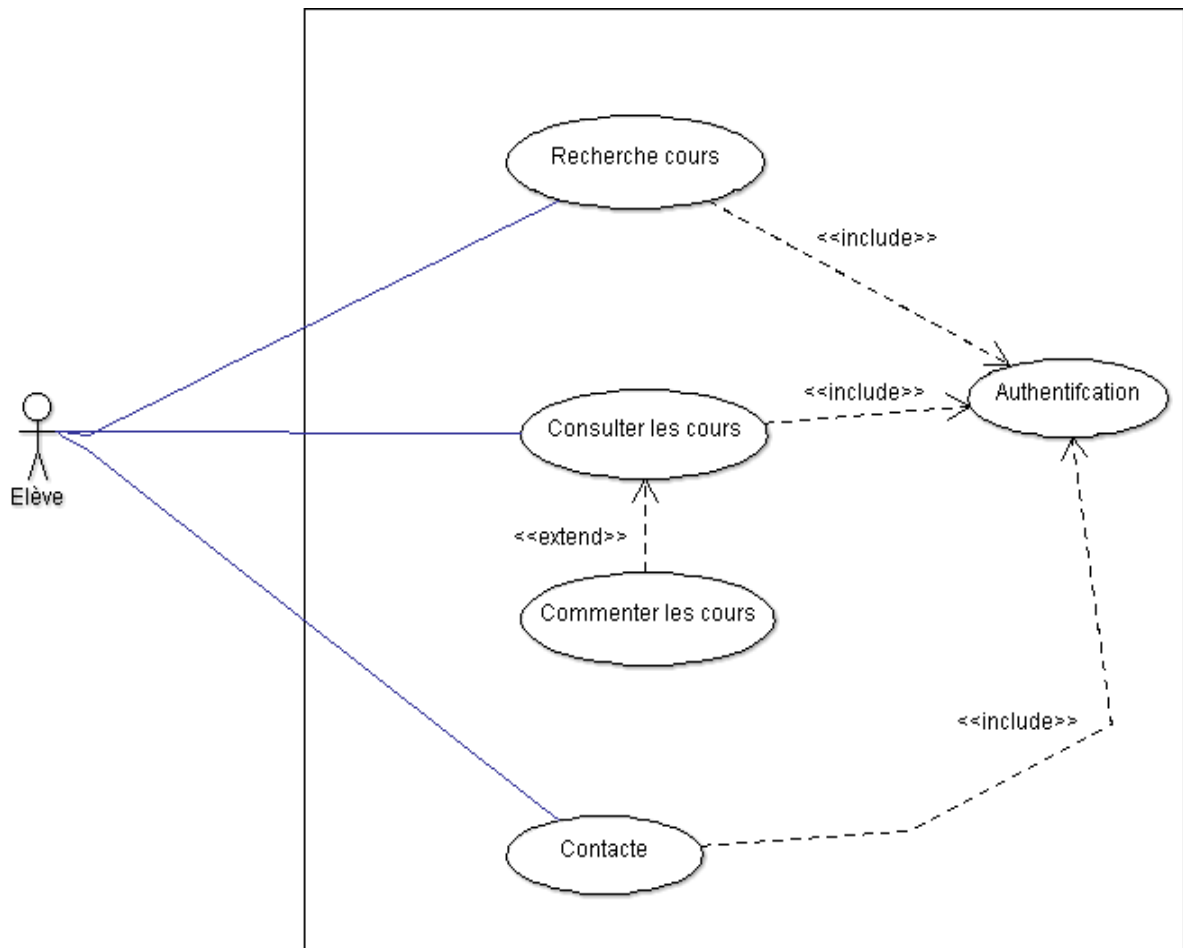 Recherche cours
<<include>>
<<include>>
Authentifcation
Consulter les cours
Elève
<<extend>>
Commenter les cours
<<include>>
Contacte